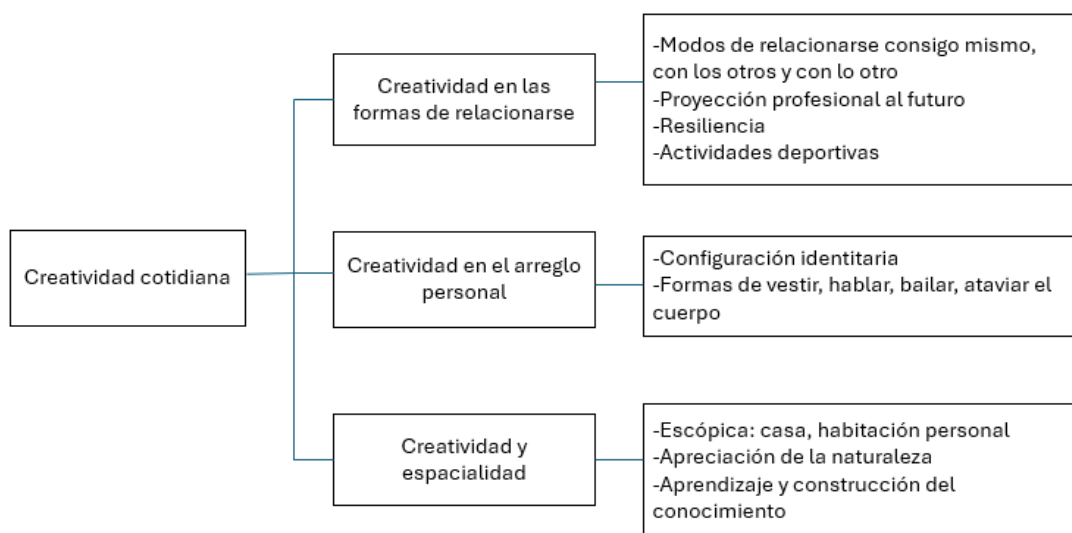 Creatividad cotidiana
Creatividad en las
formas de relacionarse
-Modos de relacionarse consigo mismo,
con los otros y con lo otro
-Proyección profesional al futuro
-Resiliencia
-Actividades deportivas
Creatividad en el arreglo
personal
-Configuración identitaria
-Formas de vestir, hablar, bailar, ataviar el
cuerpo
Creatividad y
espacialidad
-Escópica: casa, habitación personal
-Apreciación de la naturaleza
-Aprendizaje y construcción del
conocimiento